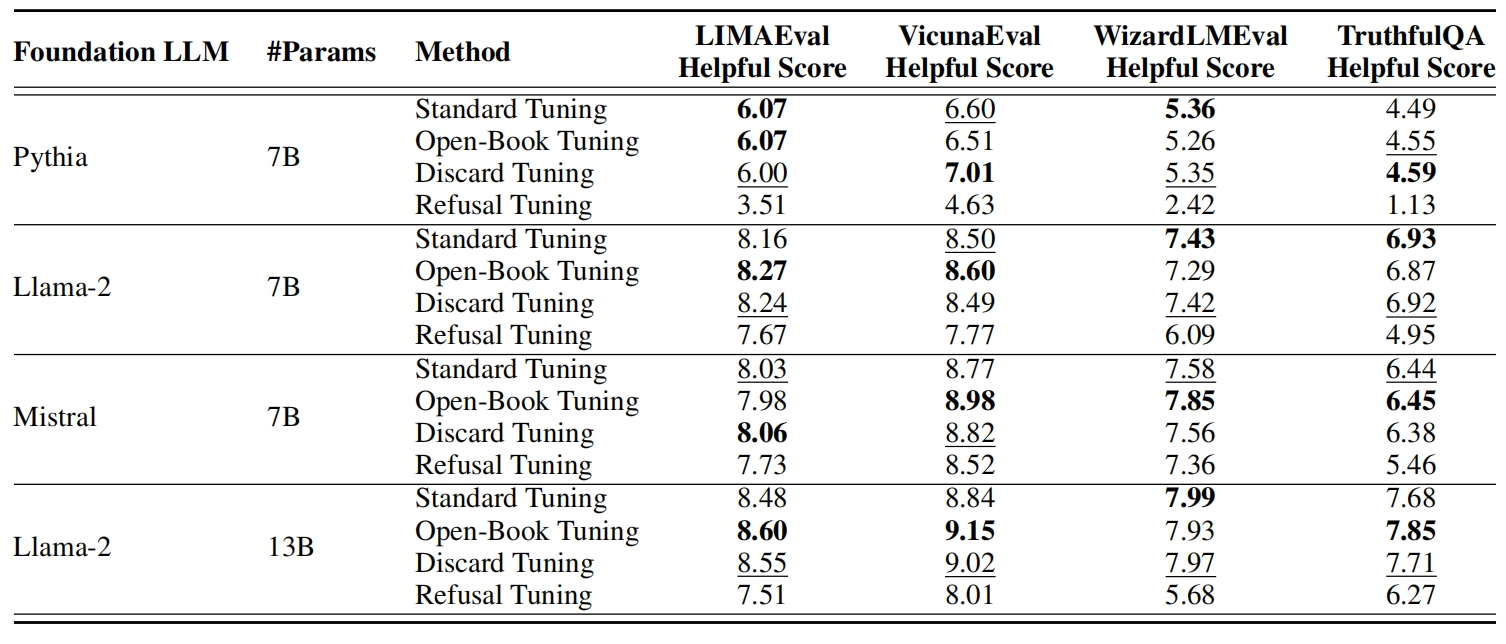 Foundation LLM #Params Method LIMAEval Helpful Score VicunaEval Helpful Score WizardLMEval Helpful Score TruthfulQA Helpful Score
Standard Tuning 6.07 6.60 5.36 4.49
Open-Book Tuning 6.07 6.51 5.26 4.55
Pythia 7B
Discard Tuning 6.00 7.01 5.35 4.59
Refusal Tuning 3.51 4.63 2.42 1.13
Standard Tuning 8.16 8.50 7.43 6.93
Open-Book Tuning 8.27 8.60 7.29 6.87
Llama-2 7B
Discard Tuning 8.24 8.49 7.42 6.92
Refusal Tuning 7.67 7.77 6.09 4.95
Standard Tuning 8.03 8.77 7.58 6.44
Open-Book Tuning 7.98 8.98 7.85 6.45
Mistral 7B
Discard Tuning 8.06 8.82 7.56 6.38
Refusal Tuning 7.73 8.52 7.36 5.46
Standard Tuning 8.48 8.84 7.99 7.68
Open-Book Tuning 8.60 9.15 7.93 7.85
Llama-2 13B
Discard Tuning 8.55 9.02 7.97 7.71
Refusal Tuning 7.51 8.01 5.68 6.27